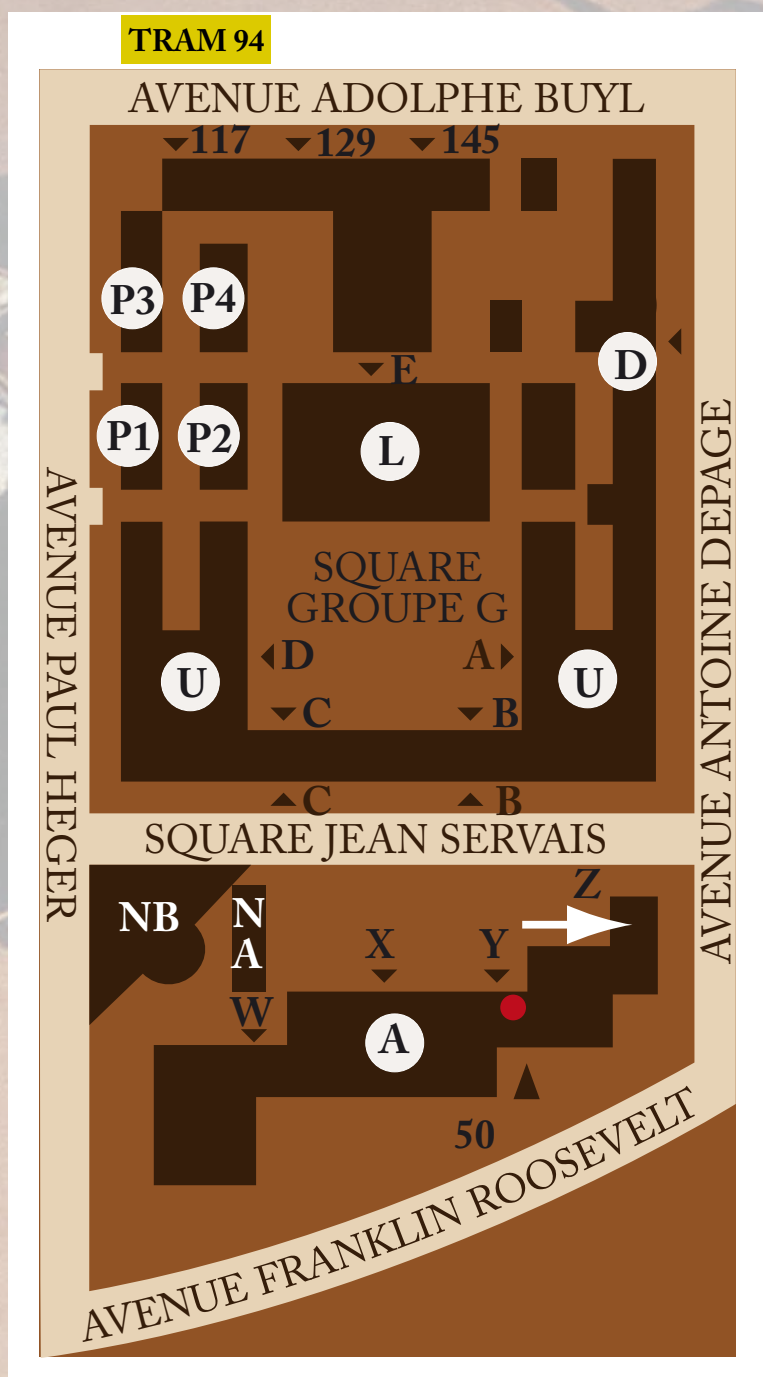 TRAM 94
AVENUE ADOLPHE BUYL
117 129 145
P3 P4
E
D
P1 P2 L
AVENUE PAUL HEGER
AVENUE ANTOINE DEPAGE
SQUARE
GROUPE G
D A
U U
C B
C B
SQUARE JEAN SERVAIS
Z
NB
N
A
X Y
W
A
50
AVENUE FRANKLIN ROOSEVELT